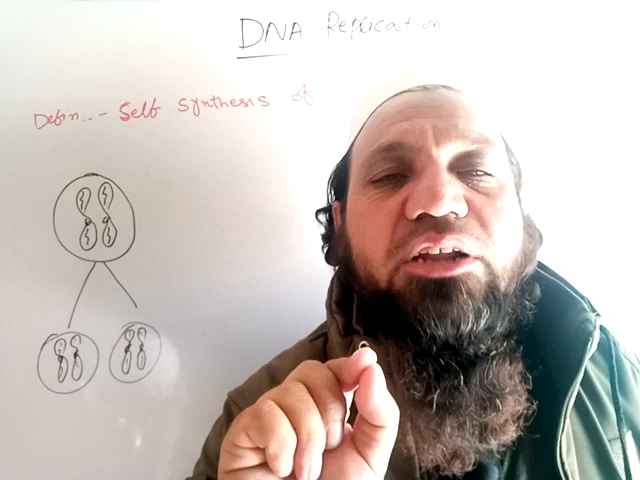 DNA Replication
Defin..- Self synthesis of